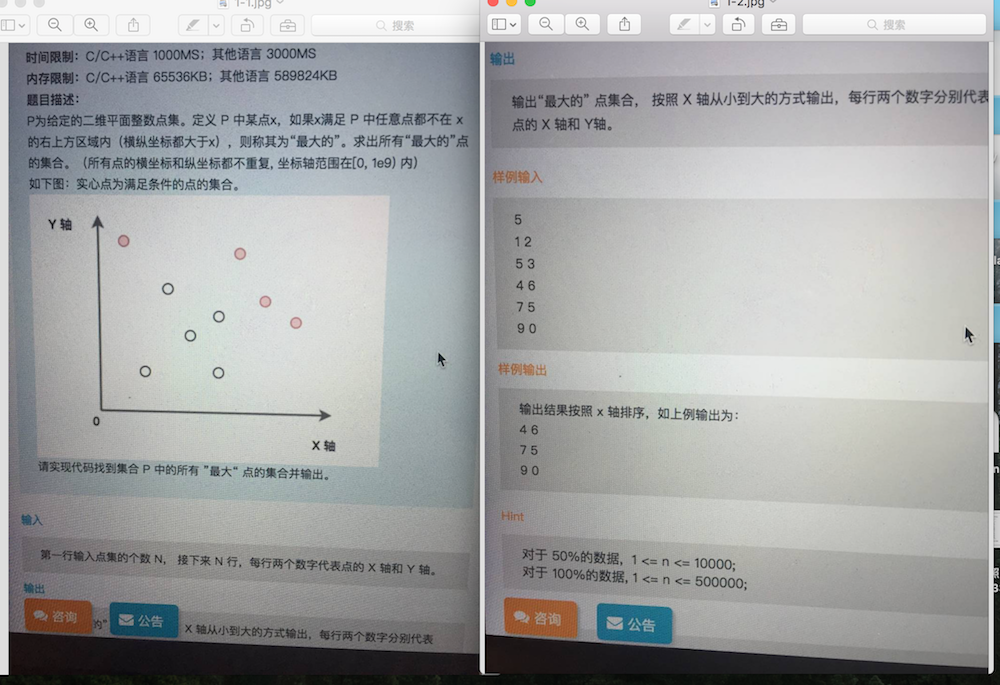 1-1.jpg
搜索
时间限制：C/C++语言 1000MS；其他语言 3000MS
内存限制：C/C++语言 65536KB；其他语言 589824KB
题目描述：
P为给定的二维平面整数点集。定义 P 中某点x，如果x满足 P 中任意点都不在 x
的右上方区域内（横纵坐标都大于x），则称其为“最大的”。求出所有“最大的”点
的集合。（所有点的横坐标和纵坐标都不重复, 坐标轴范围在[0, 1e9) 内）
如下图：实心点为满足条件的点的集合。
Y 轴
0
X 轴
请实现代码找到集合 P 中的所有 ”最大“ 点的集合并输出。
输入
第一行输入点集的个数 N， 接下来 N 行，每行两个数字代表点的 X 轴和 Y 轴。
输出
咨询
的”
公告
X 轴从小到大的方式输出，每行两个数字分别代表
1-2.jpg
搜索
输出
输出“最大的” 点集合， 按照 X 轴从小到大的方式输出，每行两个数字分别代表
点的 X 轴和 Y轴。
样例输入
5
1 2
5 3
4 6
7 5
9 0
样例输出
输出结果按照 x 轴排序，如上例输出为：
4 6
7 5
9 0
Hint
对于 50%的数据, 1 <= n <= 10000;
对于 100%的数据, 1 <= n <= 500000;
咨询
公告